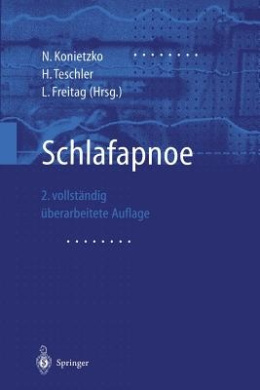 N. Konietzko
H. Teschler
L. Freitag (Hrsg.)
Schlafapnoe
2. vollständig
überarbeitete Auflage
Springer